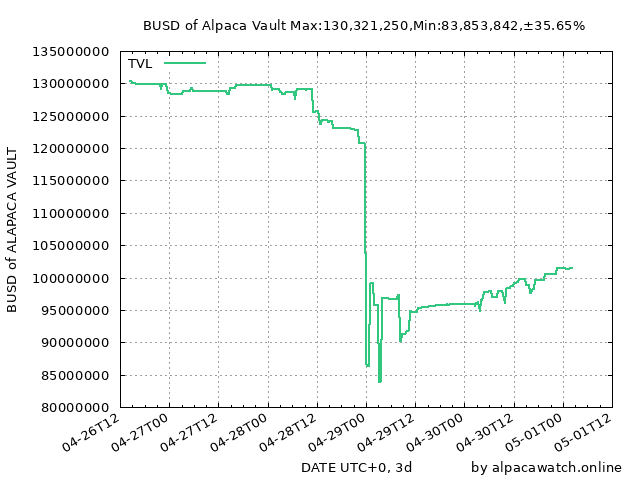 BUSD of Alpaca Vault Max:130,321,250,Min:83,853,842,±35.65%
TVL
BUSD of ALAPACA VAULT
135000000
130000000
125000000
120000000
115000000
110000000
105000000
100000000
95000000
90000000
85000000
80000000
04-26T12
04-27T00
04-27T12
04-28T00
04-28T12
04-29T00
04-29T12
04-30T00
04-30T12
05-01T00
05-01T12
DATE UTC+0, 3d
by alpacawatch.online